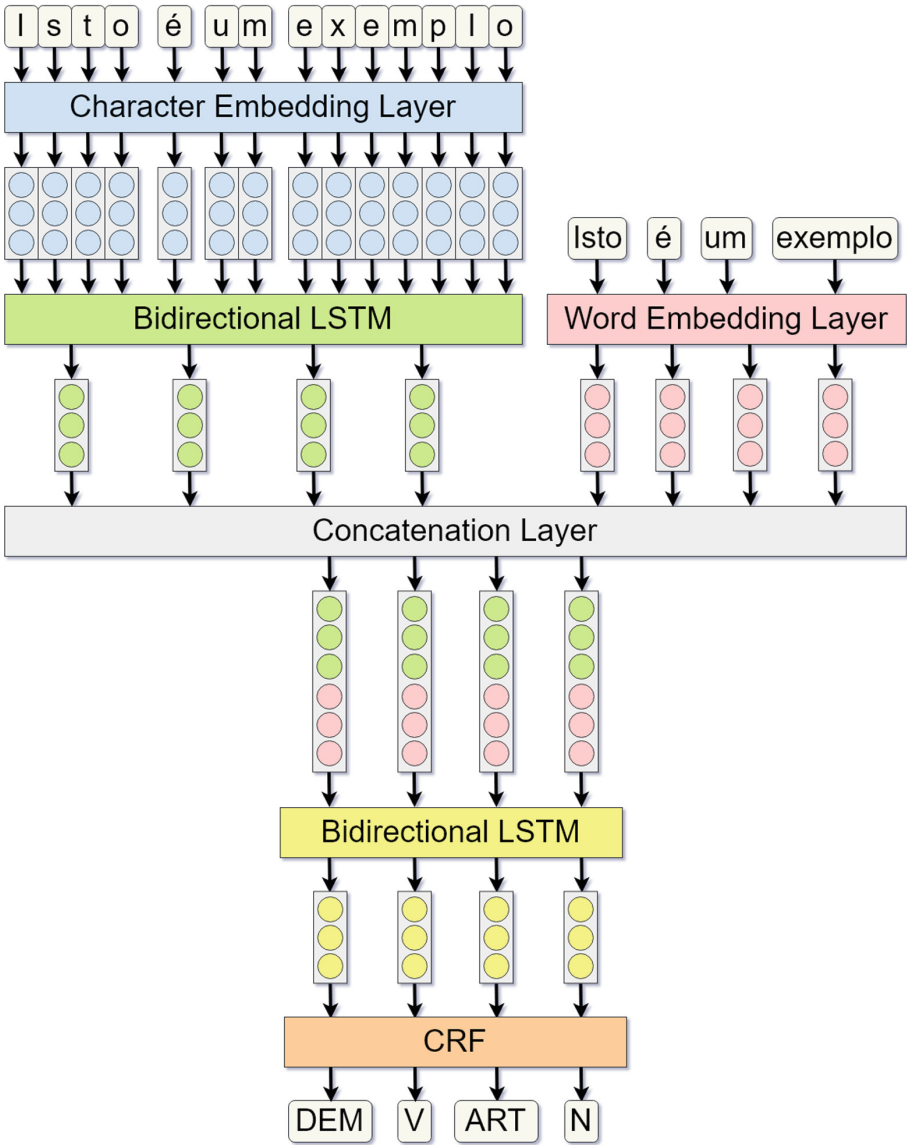 I s t o é u m e x e m p l o
Character Embedding Layer
Isto é um exemplo
Bidirectional LSTM
Word Embedding Layer
Concatenation Layer
Bidirectional LSTM
CRF
DEM V ART N